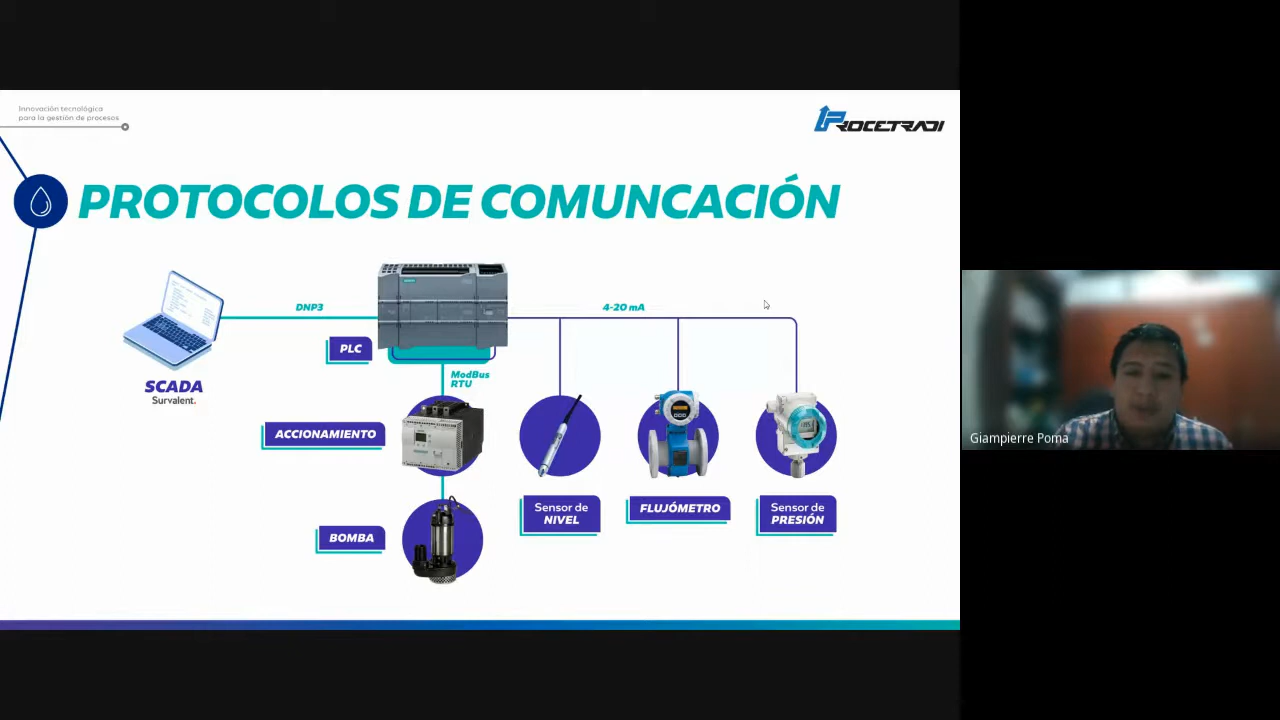 Innovación tecnológica
para la gestión de procesos
PROCETRADI
PROTOCOLOS DE COMUNCACIÓN
DNP3
4-20 mA
PLC
ModBus
RTU
SCADA
Survalent.
ACCIONAMIENTO
Sensor de
NIVEL
FLUJÓMETRO
Sensor de
PRESIÓN
BOMBA
Giampierre Poma